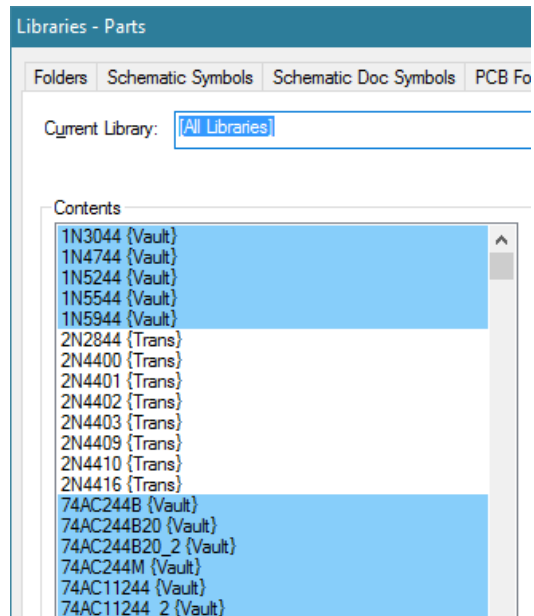 Libraries - Parts
Folders Schematic Symbols Schematic Doc Symbols PCB Fo
Current Library: [All Libraries]
Contents
1N3044 {Vault}
1N4744 {Vault}
1N5244 {Vault}
1N5544 {Vault}
1N5944 {Vault}
2N2844 {Trans}
2N4400 {Trans}
2N4401 {Trans}
2N4402 {Trans}
2N4403 {Trans}
2N4409 {Trans}
2N4410 {Trans}
2N4416 {Trans}
74AC244B {Vault}
74AC244B20 {Vault}
74AC244B20_2 {Vault}
74AC244M {Vault}
74AC11244 {Vault}
74AC11244_2 {Vault}